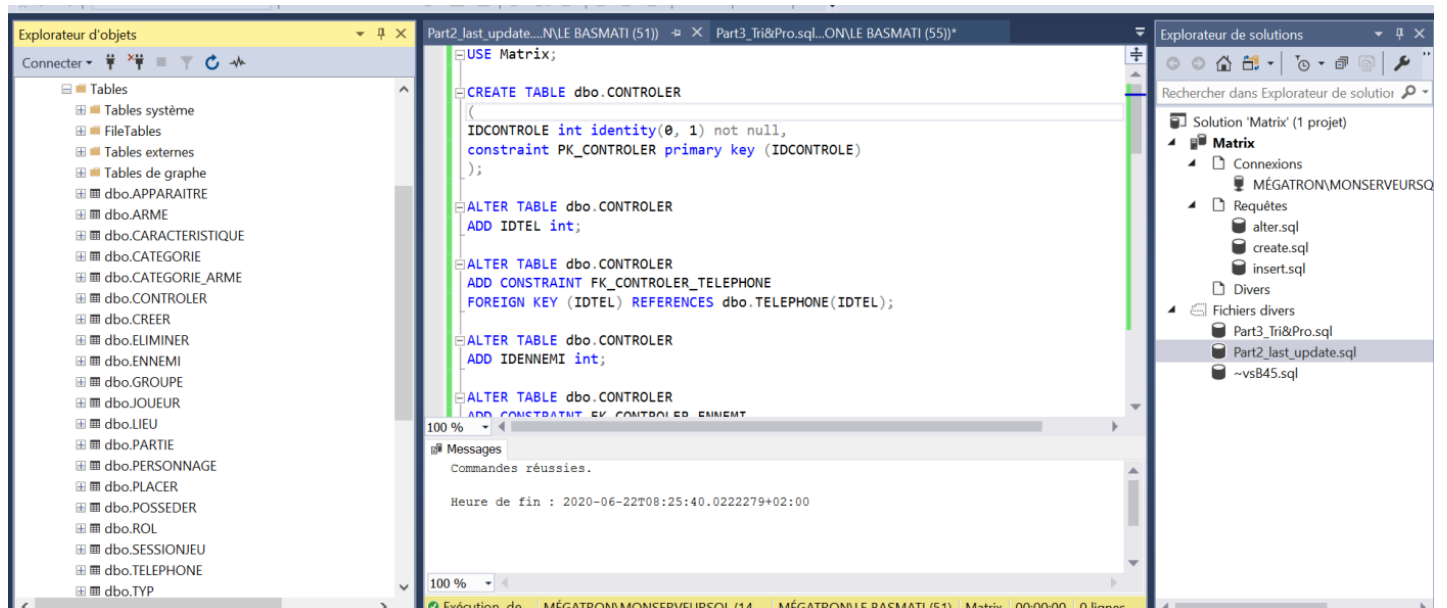 Explorateur d'objets
Connecter
Tables
Tables système
FileTables
Tables externes
Tables de graphe
dbo.APPARAITRE
dbo.ARME
dbo.CARACTERISTIQUE
dbo.CATEGORIE
dbo.CATEGORIE_ARME
dbo.CONTROLER
dbo.CREER
dbo.ELIMINER
dbo.ENNEMI
dbo.GROUPE
dbo.JOUEUR
dbo.LIEU
dbo.PARTIE
dbo.PERSONNAGE
dbo.PLACER
dbo.POSSEDER
dbo.ROL
dbo.SESSIONJEU
dbo.TELEPHONE
dbo.TYP
Part2_last_update....N\LE BASMATI (51)) Part3_Tri&Pro.sql...ON\LE BASMATI (55))*
USE Matrix;
CREATE TABLE dbo.CONTROLER
(
IDCONTROLE int identity(0, 1) not null,
constraint PK_CONTROLER primary key (IDCONTROLE)
);
ALTER TABLE dbo.CONTROLER
ADD IDTEL int;
ALTER TABLE dbo.CONTROLER
ADD CONSTRAINT FK_CONTROLER_TELEPHONE
FOREIGN KEY (IDTEL) REFERENCES dbo.TELEPHONE(IDTEL);
ALTER TABLE dbo.CONTROLER
ADD IDENNEMI int;
ALTER TABLE dbo.CONTROLER
ADD CONSTRAINT FK_CONTROLER_ENNEMI
100 %
Messages
Commandes réussies.
Heure de fin : 2020-06-22T08:25:40.0222279+02:00
100 %
Exécution de... MÉGATRON\MONSERVEURSQL (14... MÉGATRON\LE BASMATI (51) Matrix 00:00:00 0 lignes
Explorateur de solutions
Rechercher dans Explorateur de solutior
Solution 'Matrix' (1 projet)
Matrix
Connexions
MÉGATRON\MONSERVEURSQ
Requêtes
alter.sql
create.sql
insert.sql
Divers
Fichiers divers
Part3_Tri&Pro.sql
Part2_last_update.sql
~vsB45.sql